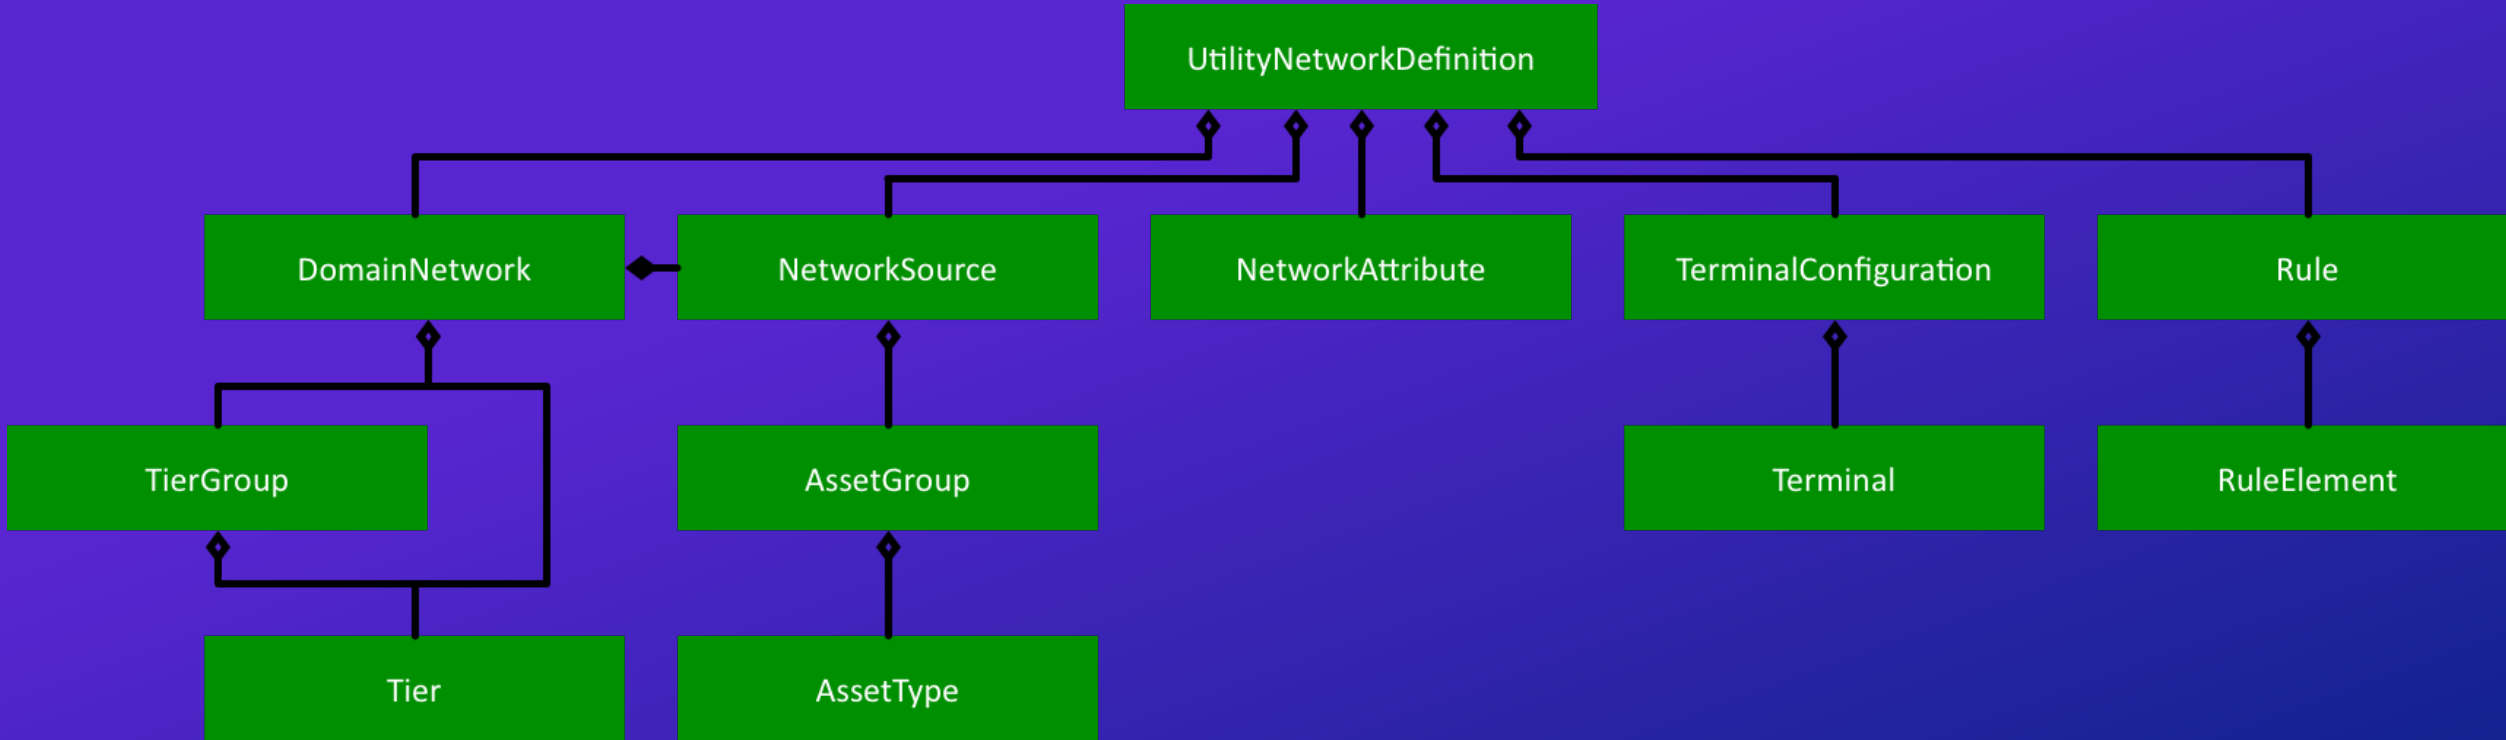 UtilityNetworkDefinition
DomainNetwork
NetworkSource
NetworkAttribute
TerminalConfiguration
Rule
TierGroup
AssetGroup
Terminal
RuleElement
Tier
AssetType